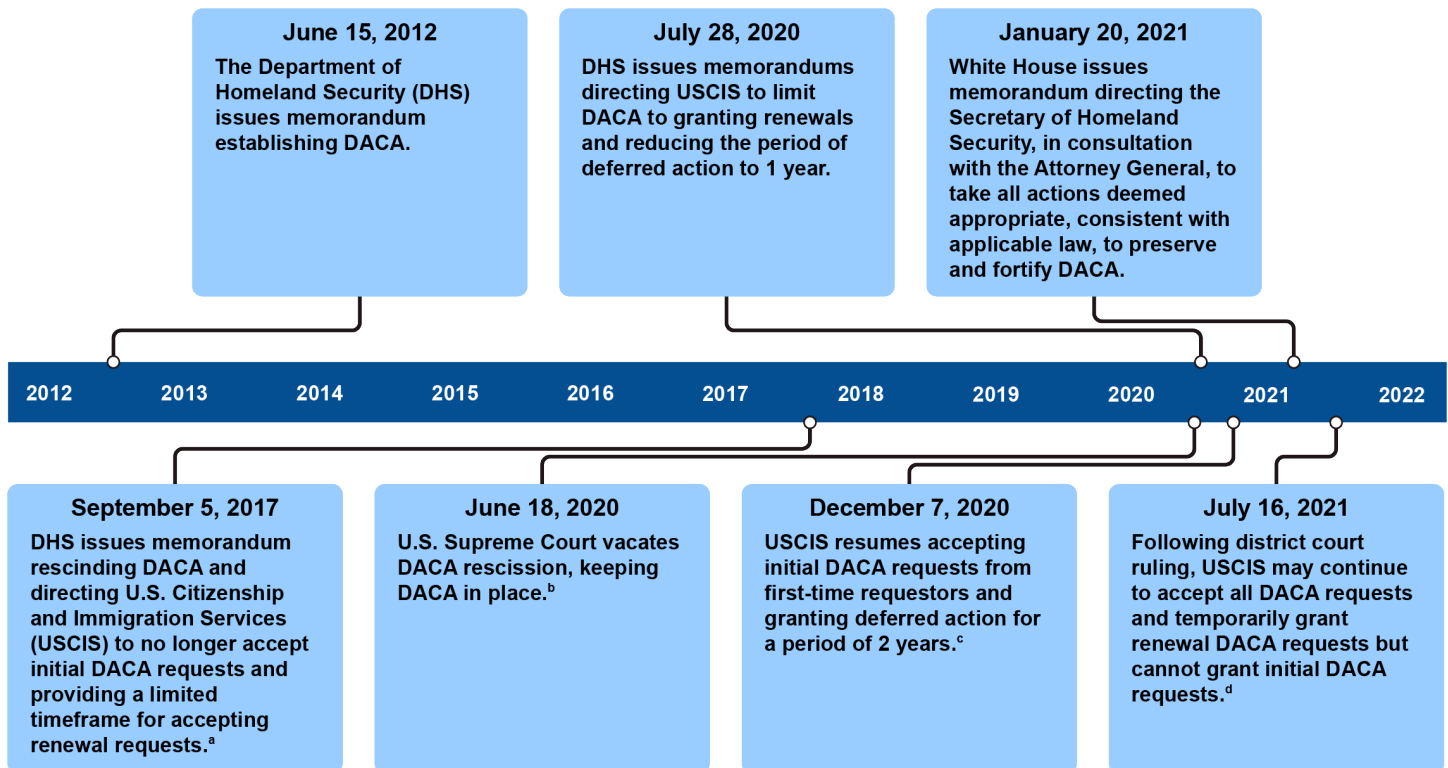 June 15, 2012
The Department of
Homeland Security (DHS)
issues memorandum
establishing DACA.
July 28, 2020
DHS issues memorandums
directing USCIS to limit
DACA to granting renewals
and reducing the period of
deferred action to 1 year.
January 20, 2021
White House issues
memorandum directing the
Secretary of Homeland
Security, in consultation
with the Attorney General, to
take all actions deemed
appropriate, consistent with
applicable law, to preserve
and fortify DACA.
2012 2013 2014 2015 2016 2017 2018 2019 2020 2021 2022
September 5, 2017
DHS issues memorandum
rescinding DACA and
directing U.S. Citizenship
and Immigration Services
(USCIS) to no longer accept
initial DACA requests and
providing a limited
timeframe for accepting
renewal requests.a
June 18, 2020
U.S. Supreme Court vacates
DACA rescission, keeping
DACA in place.b
December 7, 2020
USCIS resumes accepting
initial DACA requests from
first-time requestors and
granting deferred action for
a period of 2 years.c
July 16, 2021
Following district court
ruling, USCIS may continue
to accept all DACA requests
and temporarily grant
renewal DACA requests but
cannot grant initial DACA
requests.d